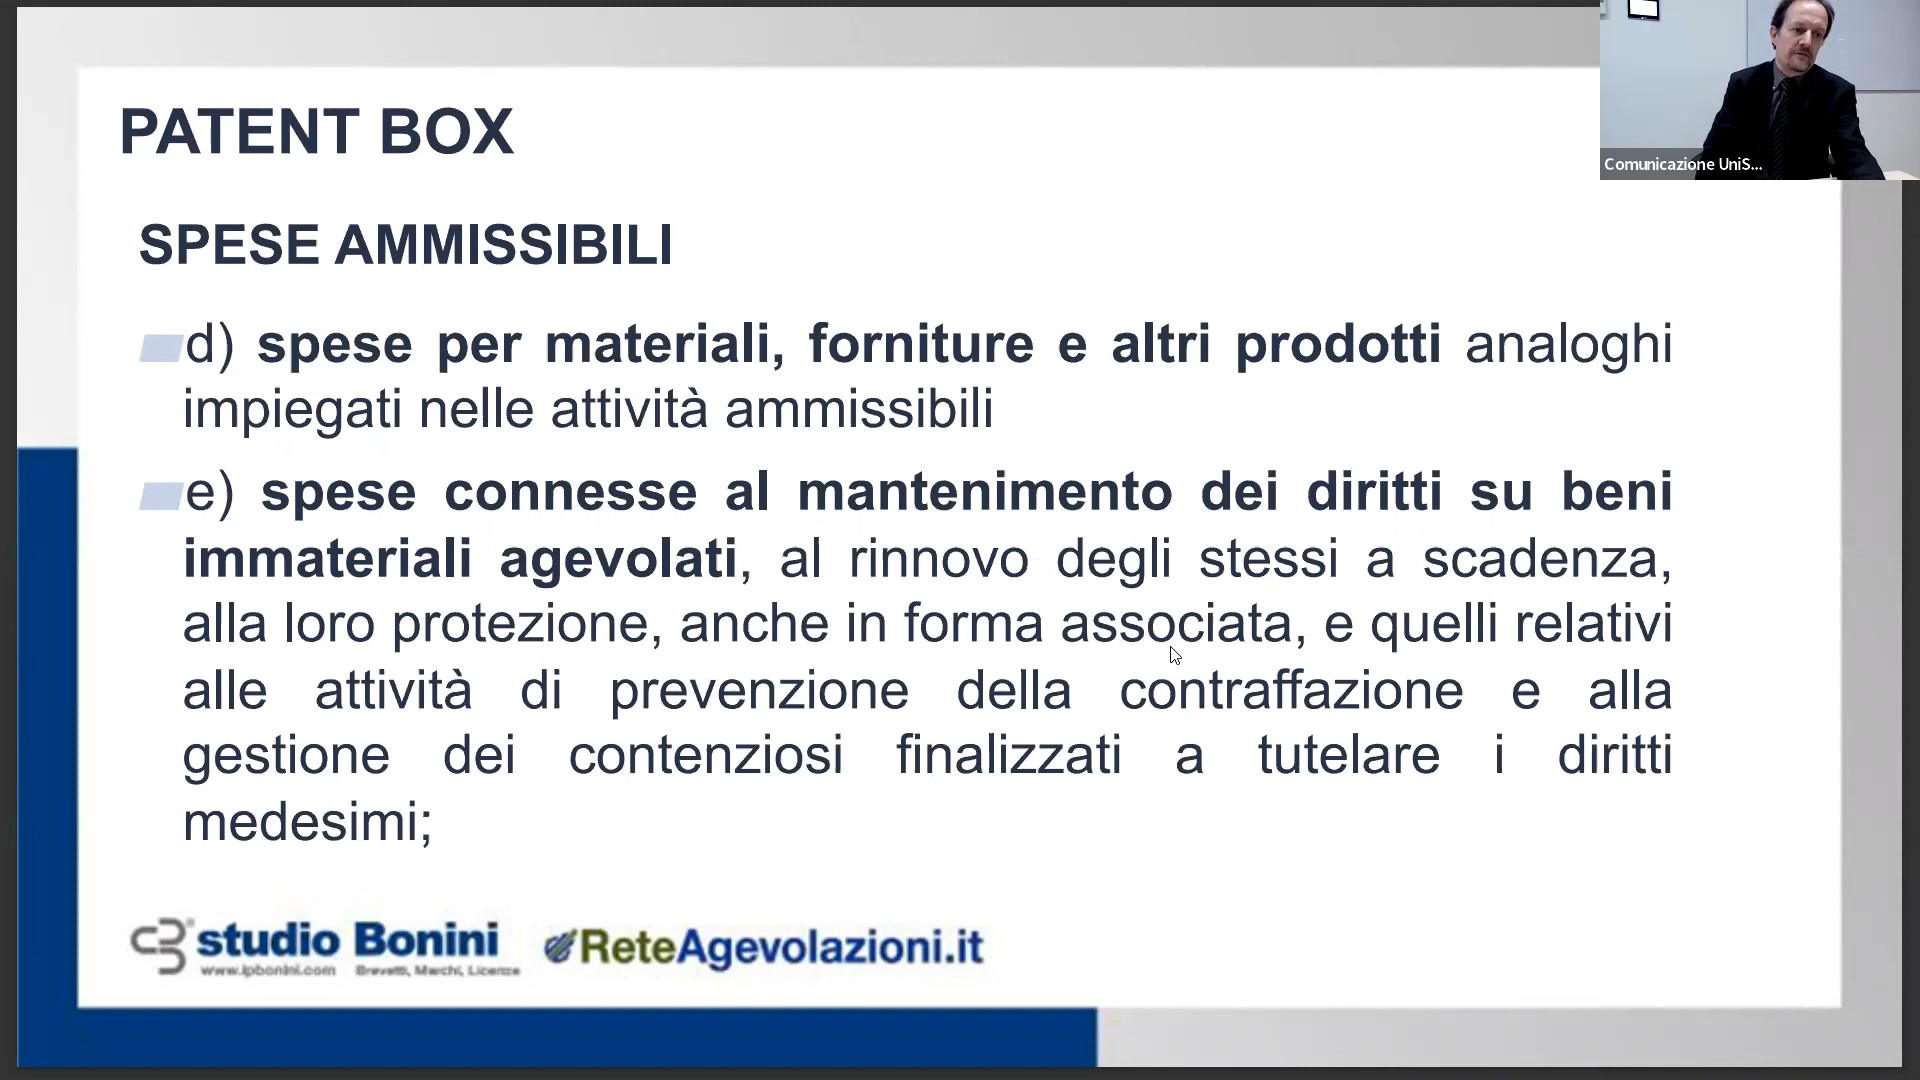 PATENT BOX
Comunicazione UniS...
SPESE AMMISSIBILI
d) spese per materiali, forniture e altri prodotti analoghi
impiegati nelle attività ammissibili
e) spese connesse al mantenimento dei diritti su beni
immateriali agevolati, al rinnovo degli stessi a scadenza,
alla loro protezione, anche in forma associata, e quelli relativi
alle attività di prevenzione della contraffazione e alla
gestione dei contenziosi finalizzati a tutelare i diritti
medesimi;
studio Bonini
www.ipbonini.com Brevetti, Marchi, Licenze
ReteAgevolazioni.it